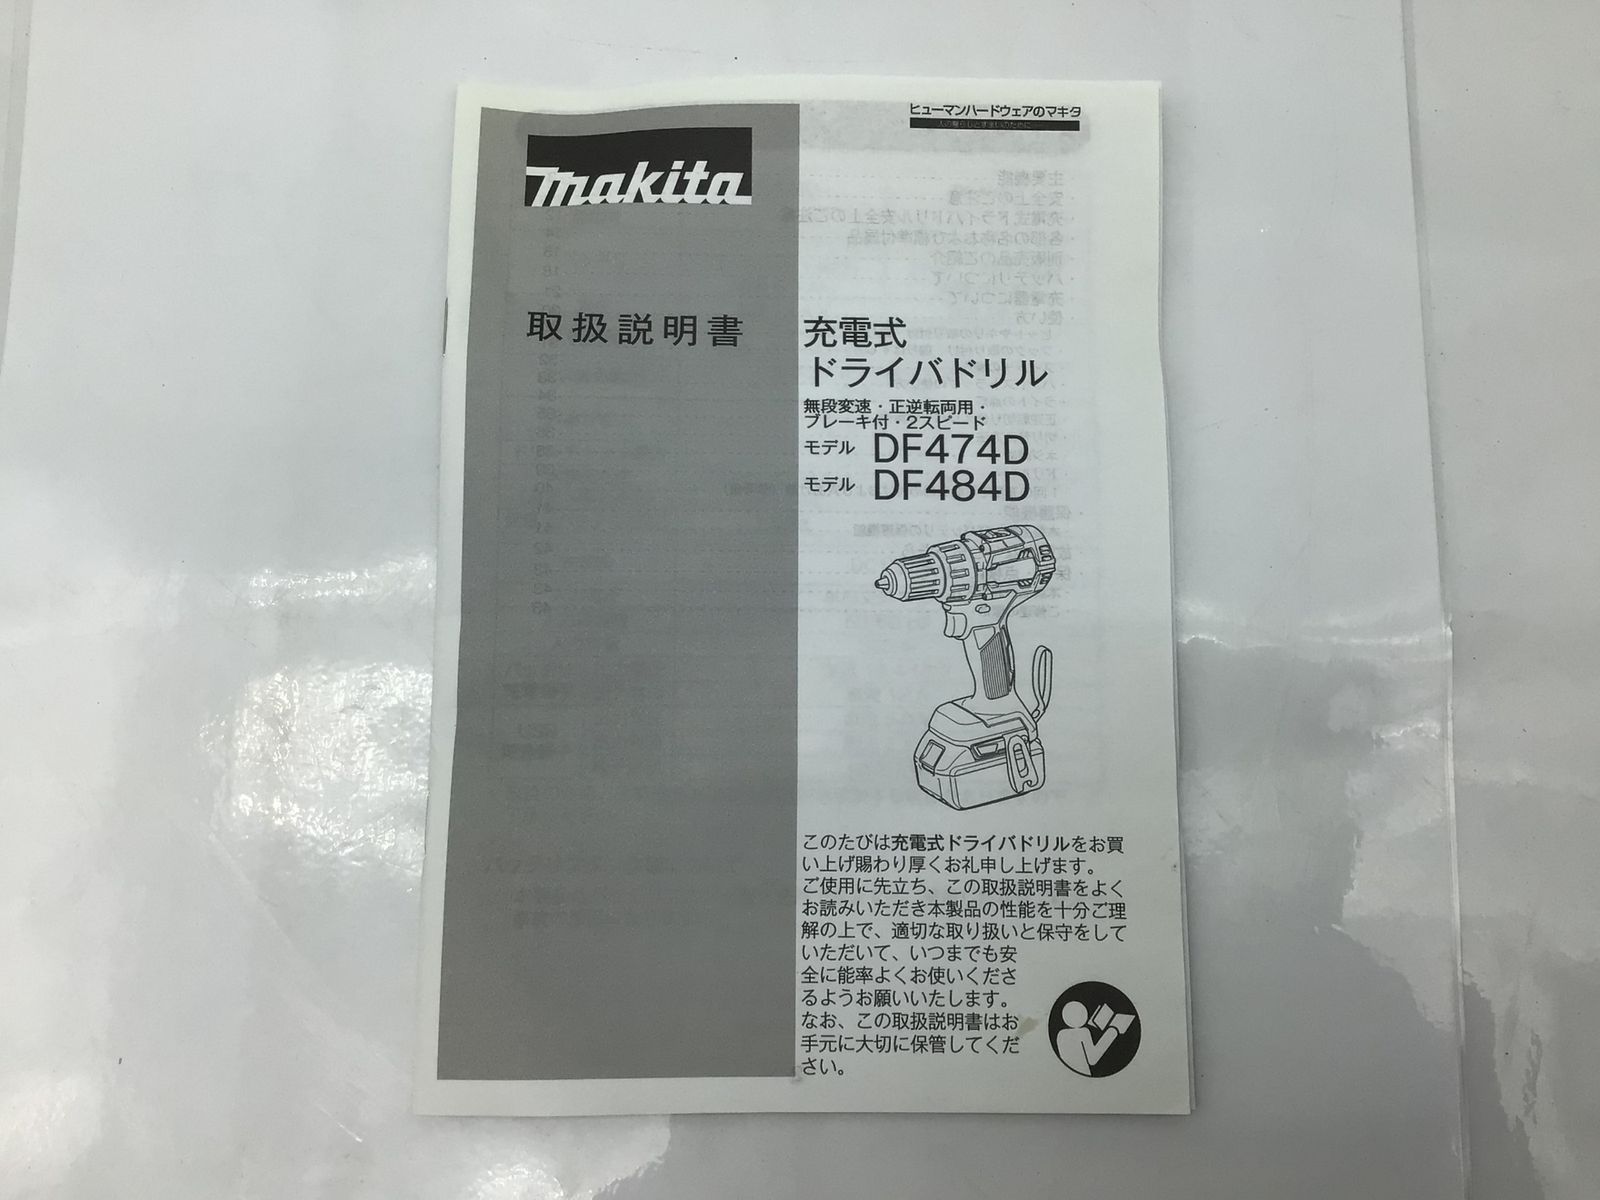 ヒューマンハードウェアのマキタ
makita
取扱説明書
充電式
ドライバドリル
無段変速・正逆転両用・
ブレーキ付・2スピード
モデル DF474D
モデル DF484D
このたびは充電式ドライバドリルをお買
い上げ賜わり厚くお礼申し上げます。
ご使用に先立ち、この取扱説明書をよく
お読みいただき本製品の性能を十分ご理
解の上で、適切な取り扱いと保守をして
いただいて、いつまでも安
全に能率よくお使いくださ
るようお願いいたします。
なお、この取扱説明書はお
手元に大切に保管してくだ
さい。